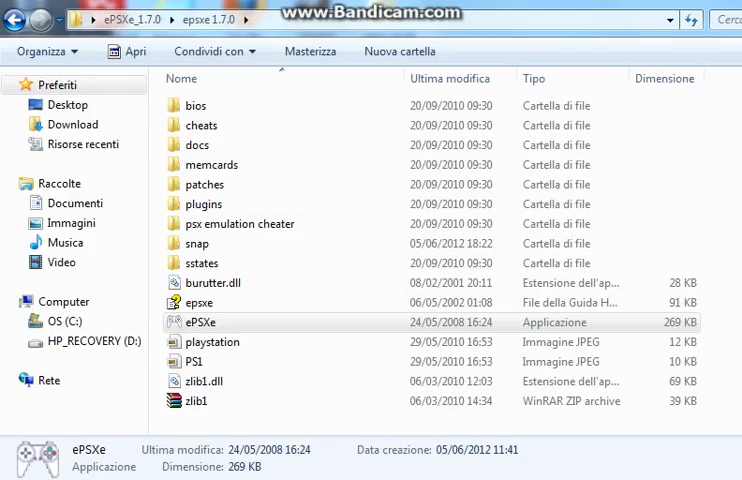 www.Bandicam.com
ePSXe_1.7.0 epsxe 1.7.0 Cerca
Organizza Apri Condividi con Masterizza Nuova cartella
Preferiti
Desktop
Download
Risorse recenti
Raccolte
Documenti
Immagini
Musica
Video
Computer
OS (C:)
HP_RECOVERY (D:)
Rete
Nome Ultima modifica Tipo Dimensione
bios 20/09/2010 09:30 Cartella di file
cheats 20/09/2010 09:30 Cartella di file
docs 20/09/2010 09:30 Cartella di file
memcards 20/09/2010 09:30 Cartella di file
patches 20/09/2010 09:30 Cartella di file
plugins 20/09/2010 09:30 Cartella di file
psx emulation cheater 20/09/2010 09:30 Cartella di file
snap 05/06/2012 18:22 Cartella di file
sstates 20/09/2010 09:30 Cartella di file
burutter.dll 08/02/2001 20:11 Estensione dell'ap... 28 KB
epsxe 06/05/2002 01:08 File della Guida H... 91 KB
ePSXe 24/05/2008 16:24 Applicazione 269 KB
playstation 29/05/2010 16:53 Immagine JPEG 12 KB
PS1 29/05/2010 16:53 Immagine JPEG 10 KB
zlib1.dll 06/03/2010 12:03 Estensione dell'ap... 69 KB
zlib1 06/03/2010 14:34 WinRAR ZIP archive 39 KB
ePSXe Ultima modifica: 24/05/2008 16:24 Data creazione: 05/06/2012 11:41
Applicazione Dimensione: 269 KB